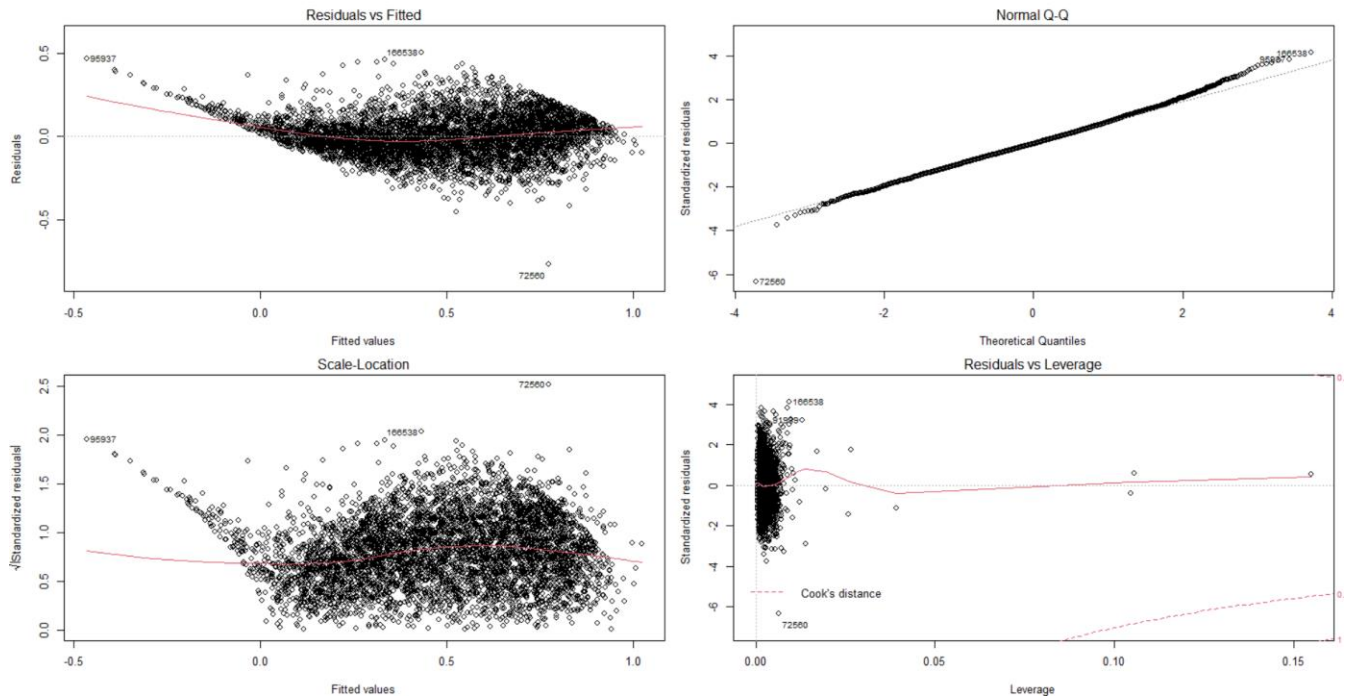 Residuals vs Fitted
Residuals
0.5
0.0
-0.5
95937
166538
72560
-0.5 0.0 0.5 1.0
Fitted values
Normal Q-Q
Standardized residuals
4
2
0
-2
-4
-6
166538
72560
-4 -2 0 2 4
Theoretical Quantiles
Scale-Location
√|Standardized residuals|
2.5
2.0
1.5
1.0
0.5
0.0
95937
166538
72560
-0.5 0.0 0.5 1.0
Fitted values
Residuals vs Leverage
Standardized residuals
4
2
0
-2
-4
-6
166538
72560
Cook's distance
0.
0.
1
0.00 0.05 0.10 0.15
Leverage